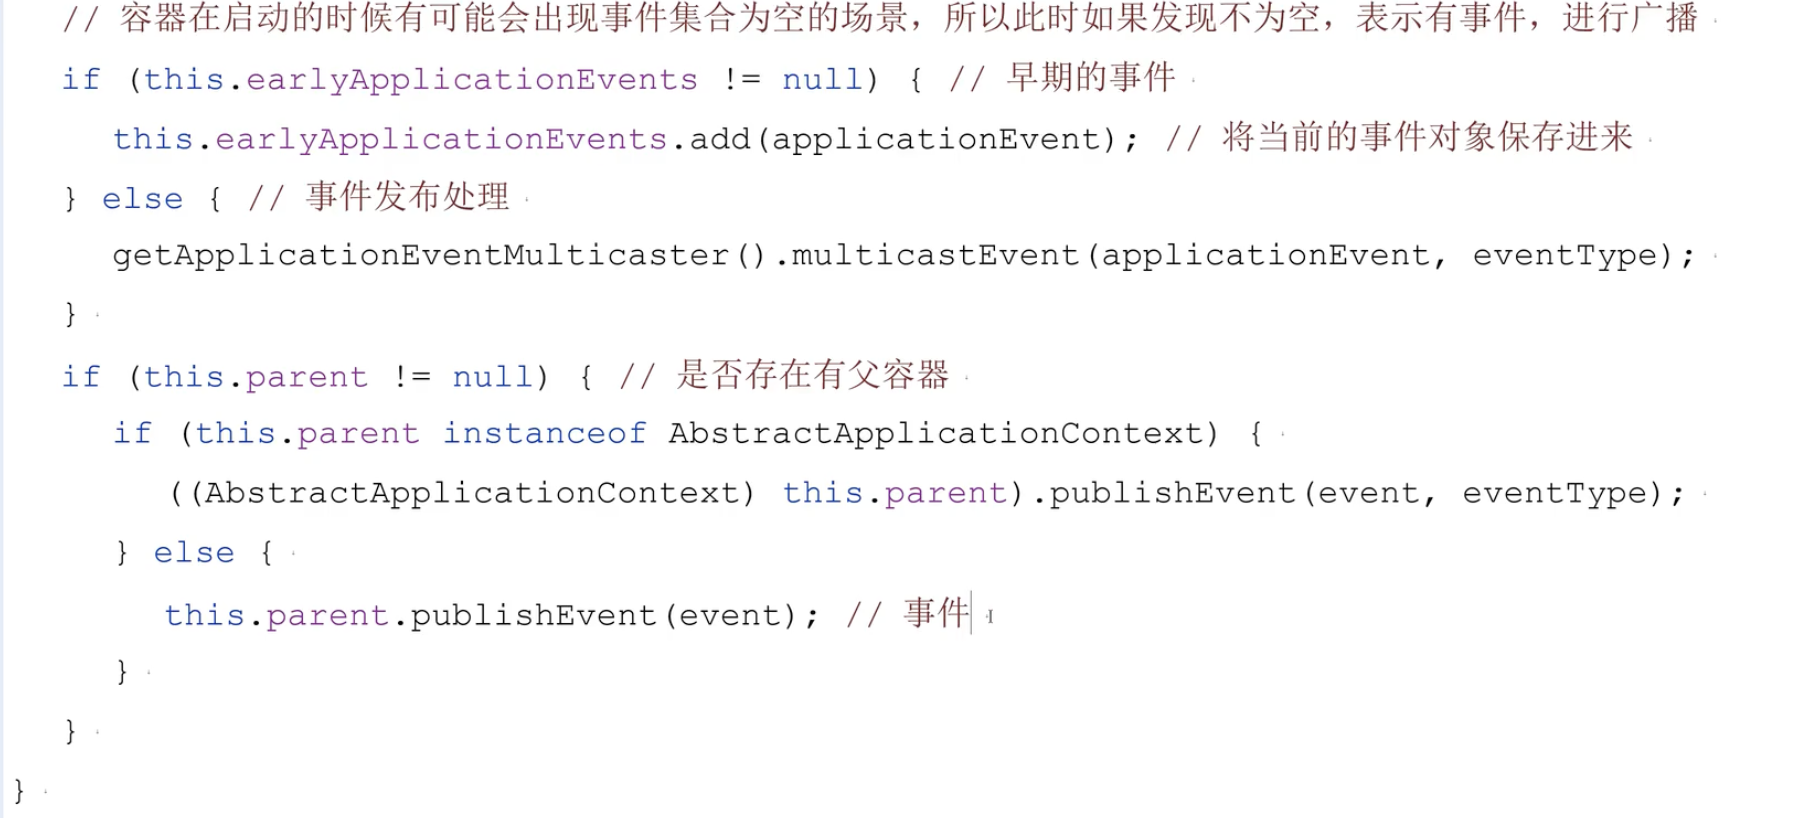 // 容器在启动的时候有可能会出现事件集合为空的场景，所以此时如果发现不为空，表示有事件，进行广播
if (this.earlyApplicationEvents != null) { // 早期的事件
this.earlyApplicationEvents.add(applicationEvent); // 将当前的事件对象保存进来
} else { // 事件发布处理
getApplicationEventMulticaster().multicastEvent(applicationEvent, eventType);
}
if (this.parent != null) { // 是否存在有父容器
if (this.parent instanceof AbstractApplicationContext) {
((AbstractApplicationContext) this.parent).publishEvent(event, eventType);
} else {
this.parent.publishEvent(event); // 事件
}
}
}